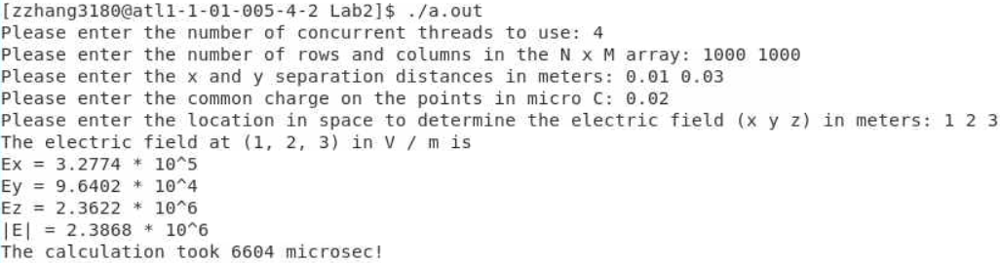 [zzhang3180@atl1-1-01-005-4-2 Lab2]$ ./a.out
Please enter the number of concurrent threads to use: 4
Please enter the number of rows and columns in the N x M array: 1000 1000
Please enter the x and y separation distances in meters: 0.01 0.03
Please enter the common charge on the points in micro C: 0.02
Please enter the location in space to determine the electric field (x y z) in meters: 1 2 3
The electric field at (1, 2, 3) in V / m is
Ex = 3.2774 * 10^5
Ey = 9.6402 * 10^4
Ez = 2.3622 * 10^6
|E| = 2.3868 * 10^6
The calculation took 6604 microsec!